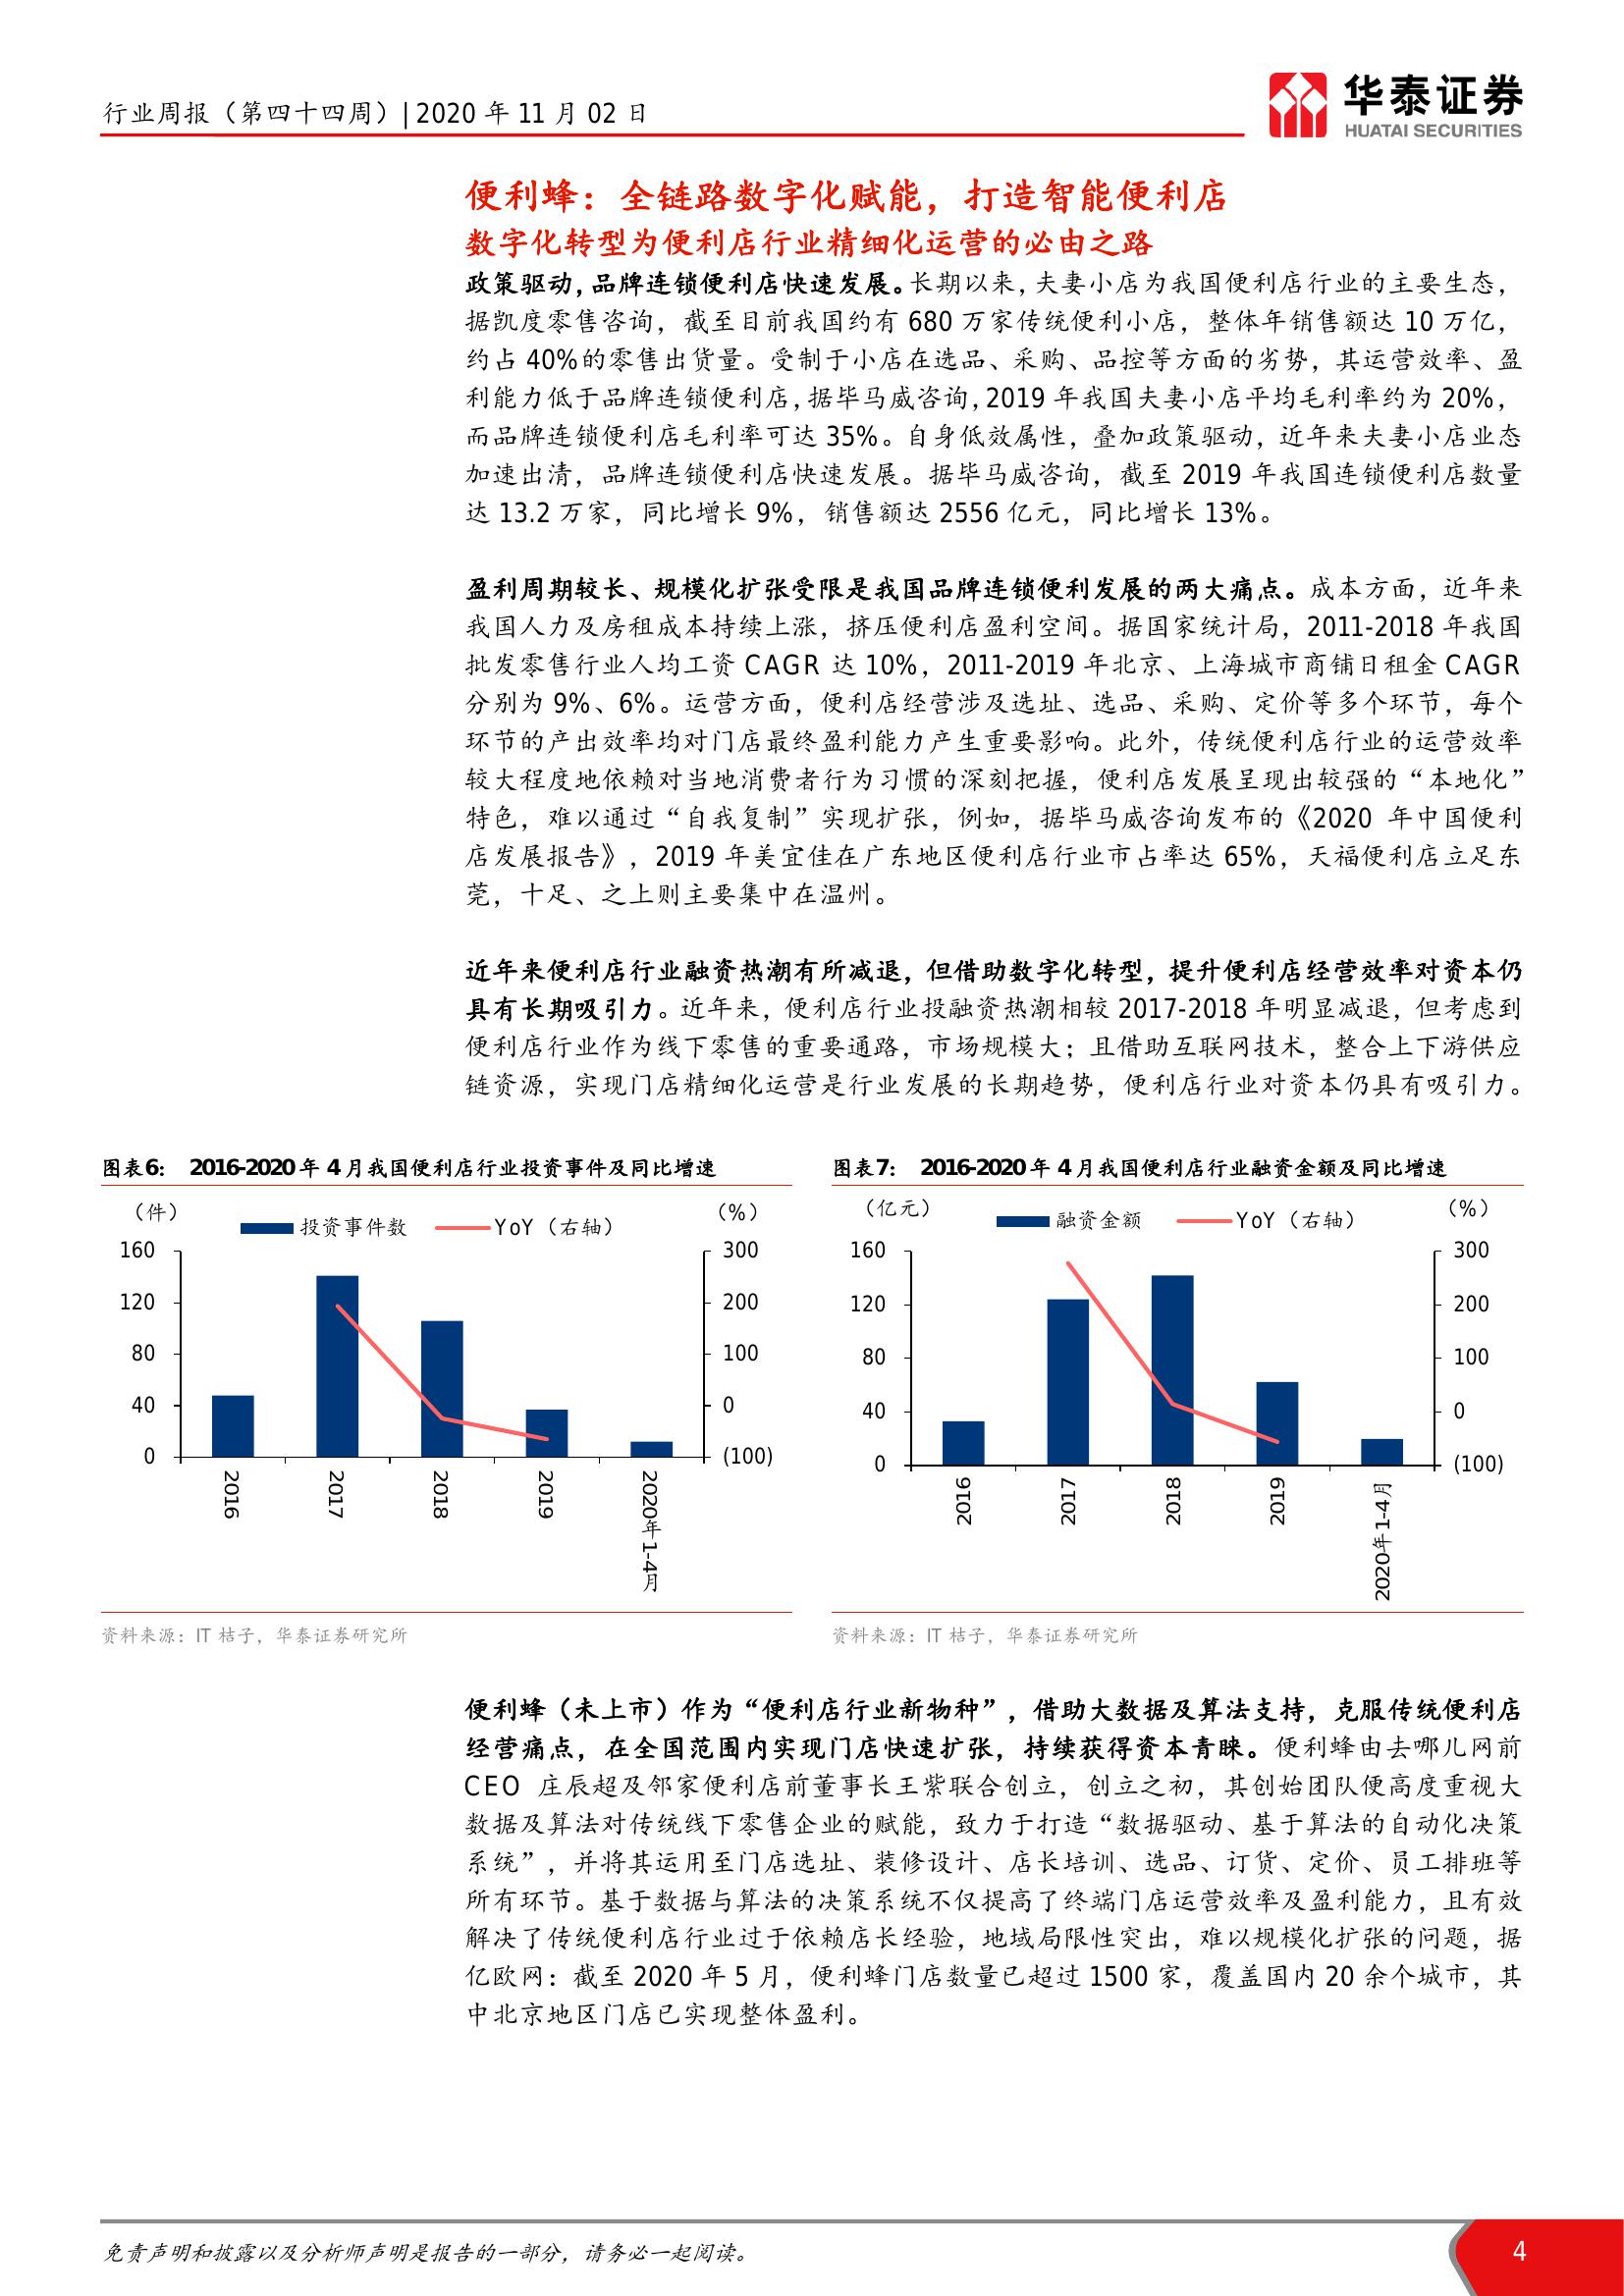 行业周报（第四十四周）| 2020 年 11 月 02 日
华泰证券
HUATAI SECURITIES
便利蜂：全链路数字化赋能，打造智能便利店
数字化转型为便利店行业精细化运营的必由之路
政策驱动，品牌连锁便利店快速发展。长期以来，夫妻小店为我国便利店行业的主要生态，
据凯度零售咨询，截至目前我国约有 680 万家传统便利小店，整体年销售额达 10 万亿，
约占 40%的零售出货量。受制于小店在选品、采购、品控等方面的劣势，其运营效率、盈
利能力低于品牌连锁便利店，据毕马威咨询，2019 年我国夫妻小店平均毛利率约为 20%，
而品牌连锁便利店毛利率可达 35%。自身低效属性，叠加政策驱动，近年来夫妻小店业态
加速出清，品牌连锁便利店快速发展。据毕马威咨询，截至 2019 年我国连锁便利店数量
达 13.2 万家，同比增长 9%，销售额达 2556 亿元，同比增长 13%。
盈利周期较长、规模化扩张受限是我国品牌连锁便利发展的两大痛点。成本方面，近年来
我国人力及房租成本持续上涨，挤压便利店盈利空间。据国家统计局，2011-2018 年我国
批发零售行业人均工资 CAGR 达 10%，2011-2019 年北京、上海城市商铺日租金 CAGR
分别为 9%、6%。运营方面，便利店经营涉及选址、选品、采购、定价等多个环节，每个
环节的产出效率均对门店最终盈利能力产生重要影响。此外，传统便利店行业的运营效率
较大程度地依赖对当地消费者行为习惯的深刻把握，便利店发展呈现出较强的“本地化”
特色，难以通过“自我复制”实现扩张，例如，据毕马威咨询发布的《2020 年中国便利
店发展报告》，2019 年美宜佳在广东地区便利店行业市占率达 65%，天福便利店立足东
莞，十足、之上则主要集中在温州。
近年来便利店行业融资热潮有所减退，但借助数字化转型，提升便利店经营效率对资本仍
具有长期吸引力。近年来，便利店行业投融资热潮相较 2017-2018 年明显减退，但考虑到
便利店行业作为线下零售的重要通路，市场规模大；且借助互联网技术，整合上下游供应
链资源，实现门店精细化运营是行业发展的长期趋势，便利店行业对资本仍具有吸引力。
图表6： 2016-2020 年 4 月我国便利店行业投资事件及同比增速
（件）
投资事件数
YoY（右轴）
（%）
160
120
80
40
0
300
200
100
0
(100)
2016
2017
2018
2019
2020年1-4月
资料来源：IT 桔子，华泰证券研究所
图表7： 2016-2020 年 4 月我国便利店行业融资金额及同比增速
（亿元）
融资金额
YoY（右轴）
（%）
160
120
80
40
0
300
200
100
0
(100)
2016
2017
2018
2019
2020年1-4月
资料来源：IT 桔子，华泰证券研究所
便利蜂（未上市）作为“便利店行业新物种”，借助大数据及算法支持，克服传统便利店
经营痛点，在全国范围内实现门店快速扩张，持续获得资本青睐。便利蜂由去哪儿网前
CEO 庄辰超及邻家便利店前董事长王紫联合创立，创立之初，其创始团队便高度重视大
数据及算法对传统线下零售企业的赋能，致力于打造“数据驱动、基于算法的自动化决策
系统”，并将其运用至门店选址、装修设计、店长培训、选品、订货、定价、员工排班等
所有环节。基于数据与算法的决策系统不仅提高了终端门店运营效率及盈利能力，且有效
解决了传统便利店行业过于依赖店长经验，地域局限性突出，难以规模化扩张的问题，据
亿欧网：截至 2020 年 5 月，便利蜂门店数量已超过 1500 家，覆盖国内 20 余个城市，其
中北京地区门店已实现整体盈利。
免责声明和披露以及分析师声明是报告的一部分，请务必一起阅读。
4